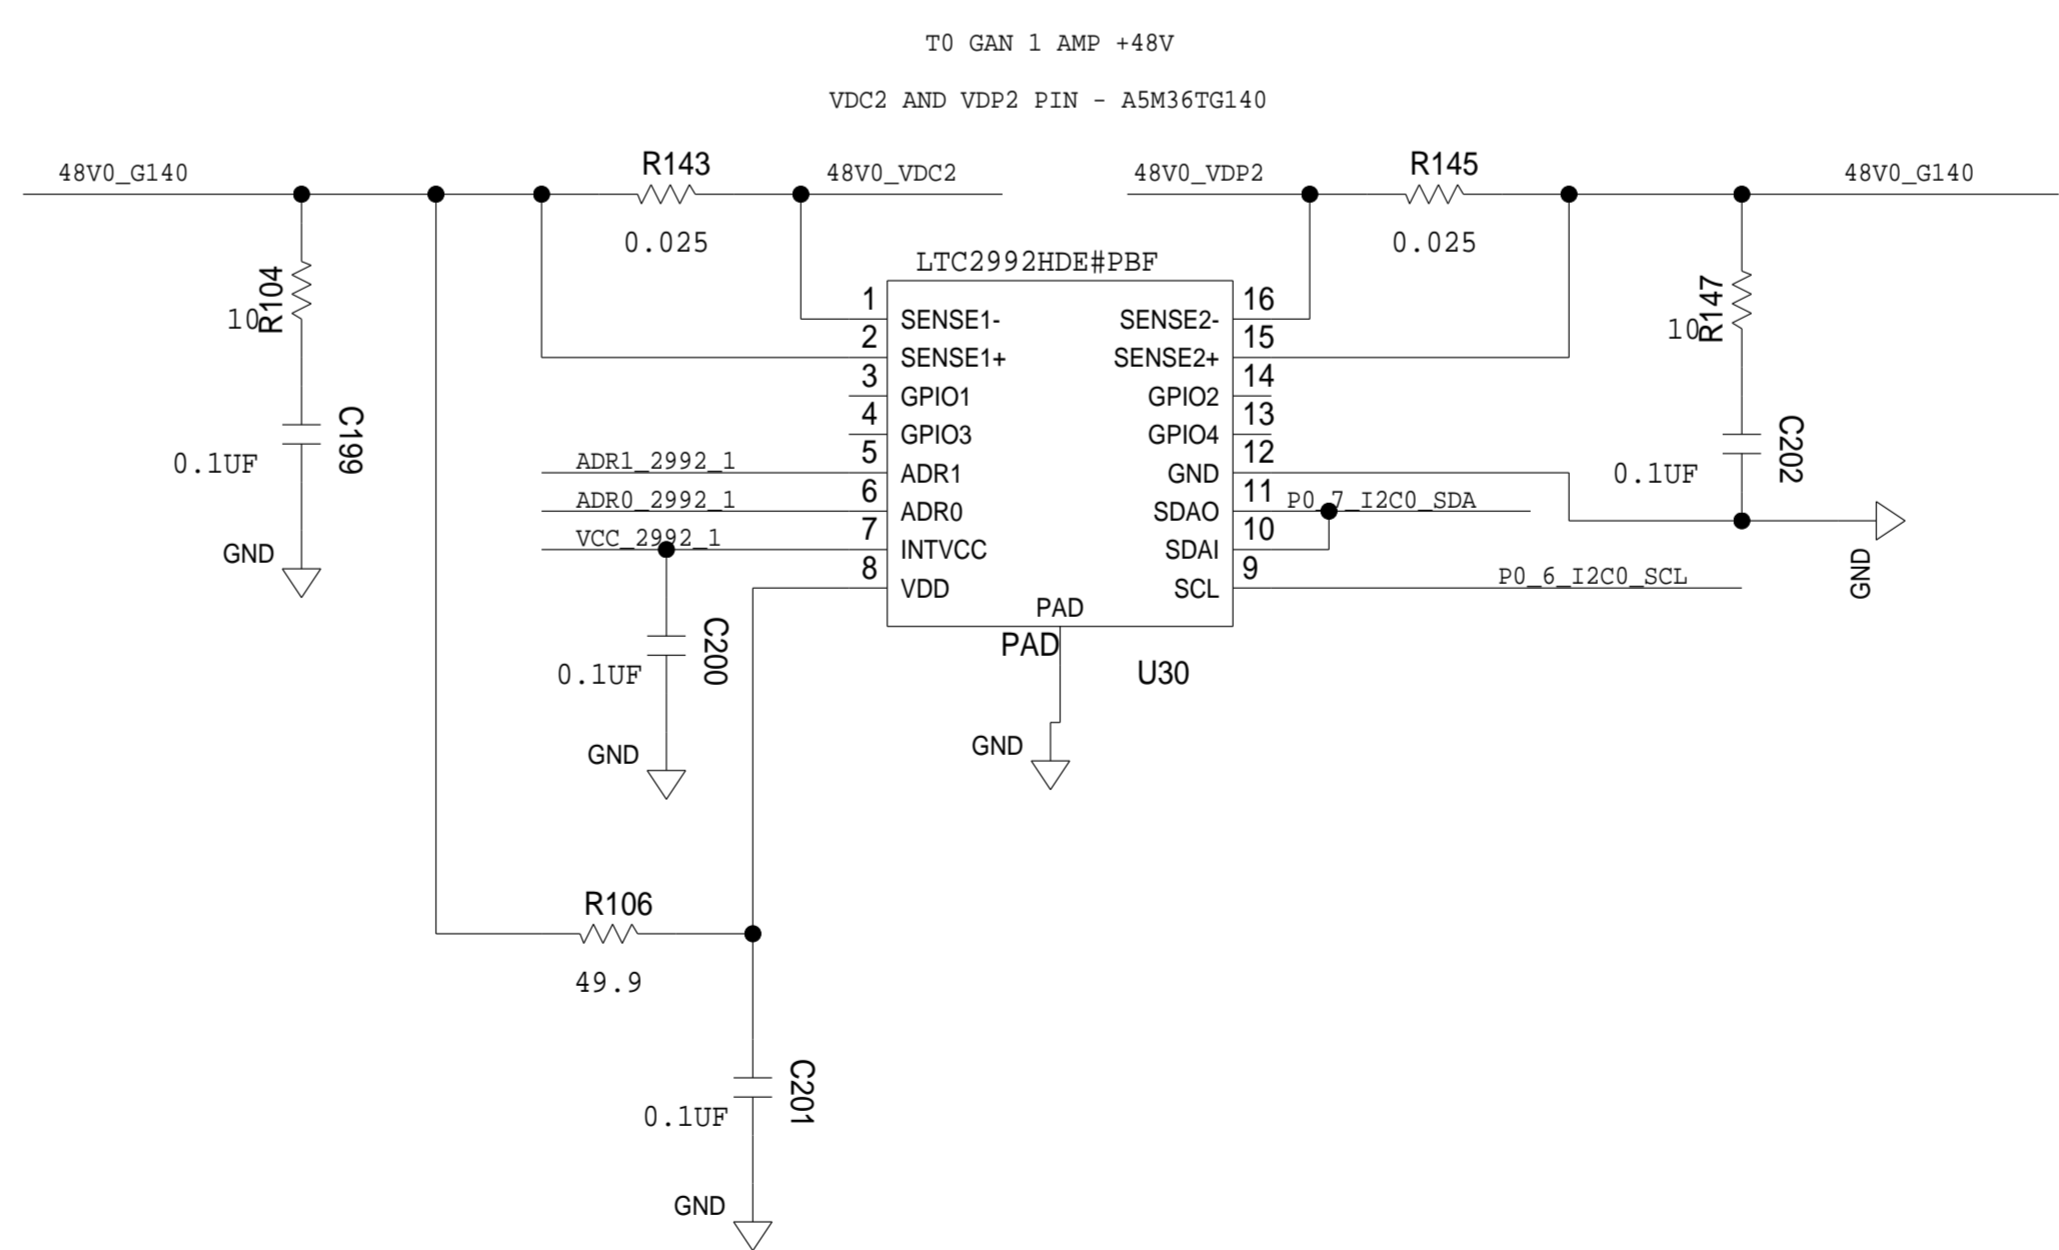 T0 GAN 1 AMP +48V
VDC2 AND VDP2 PIN - A5M36TG140
48V0_G140
R143
48V0_VDC2
48V0_VDP2
R145
48V0_G140
0.025
0.025
LTC2992HDE#PBF
R104
10
C199
0.1UF
GND
1
SENSE1-
2
SENSE1+
3
GPIO1
4
GPIO3
5
ADR1_2992_1
ADR1
6
ADR0_2992_1
ADR0
7
VCC_2992_1
INTVCC
8
VDD
16
SENSE2-
15
SENSE2+
14
GPIO2
13
GPIO4
12
GND
11
P0_7_I2C0_SDA
SDAO
10
SDAI
9
P0_6_I2C0_SCL
SCL
PAD
PAD
U30
GND
R147
10
C202
0.1UF
GND
C200
0.1UF
GND
R106
49.9
C201
0.1UF
GND